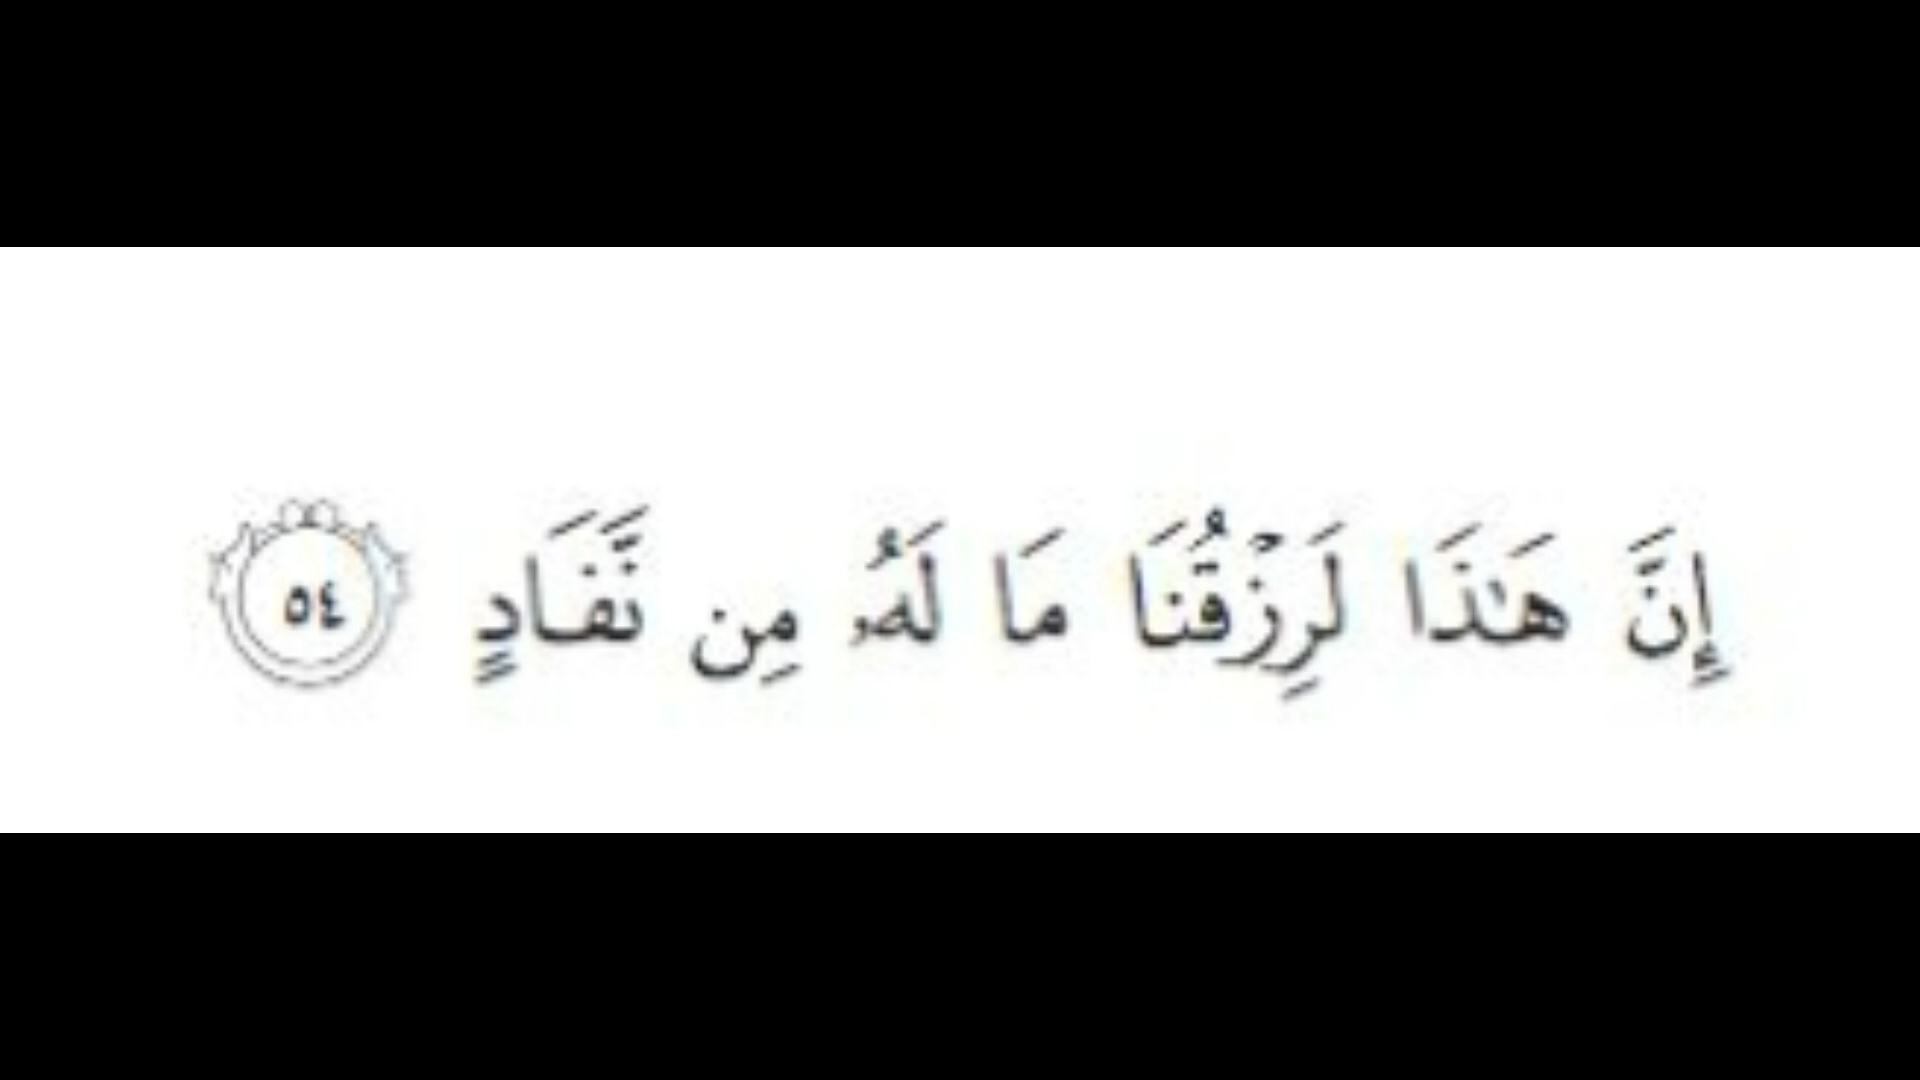 إِنَّ هَٰذَا لَرِزۡقُنَا مَا لَهُۥ مِن نَّفَادٍ ٥٤